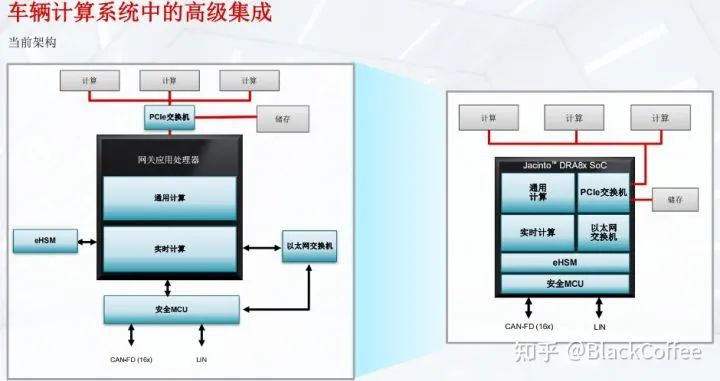 车辆计算系统中的高级集成
当前架构
计算
计算
计算
PCIe交换机
储存
网关应用处理器
通用计算
实时计算
eHSM
以太网交换机
安全MCU
CAN-FD (16x)
LIN
计算
计算
计算
Jacinto™ DRA8x SoC
通用
计算
PCIe交换机
储存
实时计算
以太网
交换机
eHSM
安全MCU
CAN-FD (16x)
LIN
知乎 @BlackCoffee